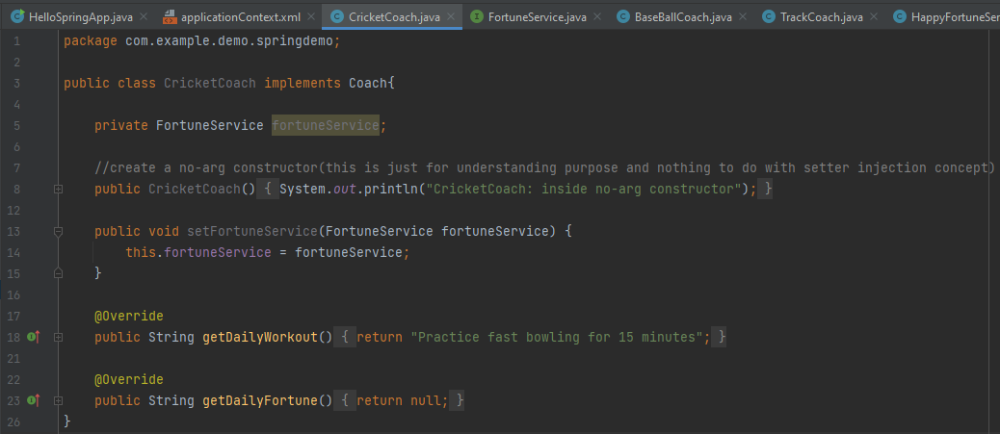 HelloSpringApp.java × applicationContext.xml × CricketCoach.java × FortuneService.java × BaseBallCoach.java × TrackCoach.java × HappyFortuneSer
1 package com.example.demo.springdemo;
2
3 public class CricketCoach implements Coach{
4
5 private FortuneService fortuneService;
6
7 //create a no-arg constructor(this is just for understanding purpose and nothing to do with setter injection concept)
8 public CricketCoach() { System.out.println("CricketCoach: inside no-arg constructor"); }
12
13 public void setFortuneService(FortuneService fortuneService) {
14 this.fortuneService = fortuneService;
15 }
16
17 @Override
18 public String getDailyWorkout() { return "Practice fast bowling for 15 minutes"; }
21
22 @Override
23 public String getDailyFortune() { return null; }
26 }